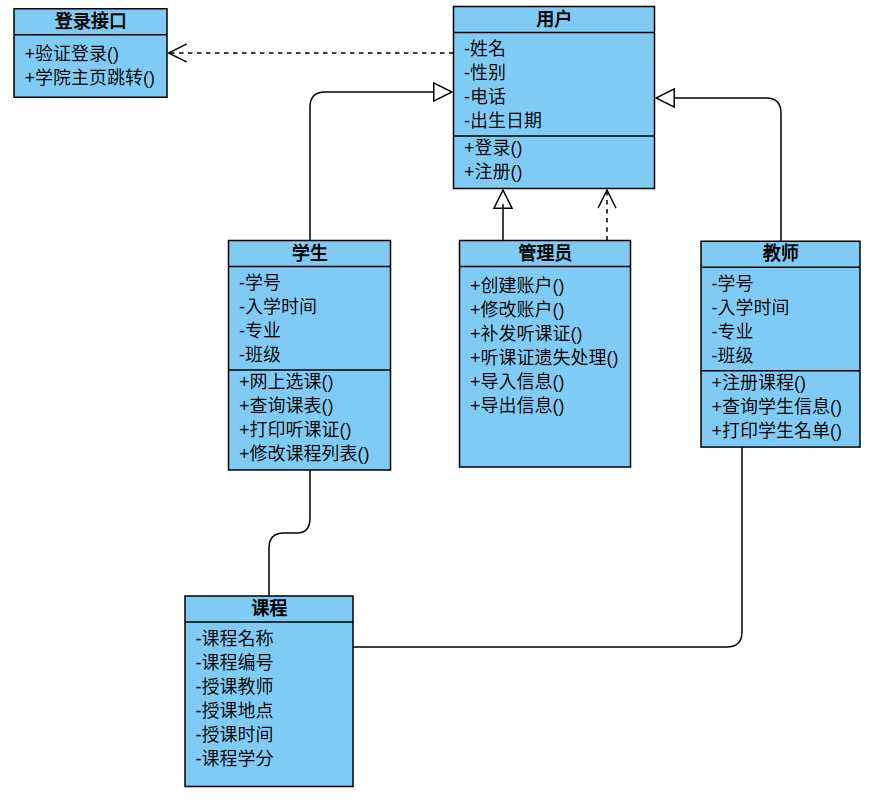 登录接口
+验证登录()
+学院主页跳转()
用户
-姓名
-性别
-电话
-出生日期
+登录()
+注册()
学生
-学号
-入学时间
-专业
-班级
+网上选课()
+查询课表()
+打印听课证()
+修改课程列表()
管理员
+创建账户()
+修改账户()
+补发听课证()
+听课证遗失处理()
+导入信息()
+导出信息()
教师
-学号
-入学时间
-专业
-班级
+注册课程()
+查询学生信息()
+打印学生名单()
课程
-课程名称
-课程编号
-授课教师
-授课地点
-授课时间
-课程学分